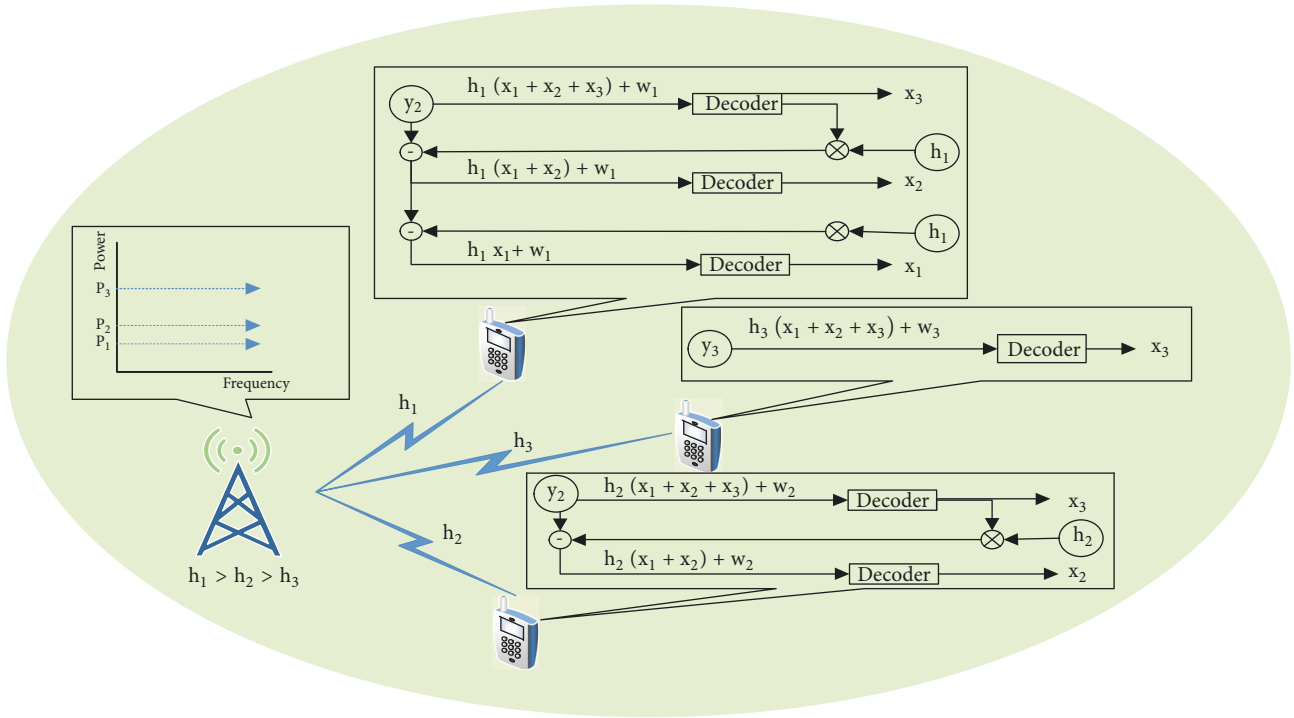 h₁ (x₁ + x₂ + x₃) + w₁
y₂
Decoder
x₃
-
h₁
h₁ (x₁ + x₂) + w₁
Decoder
x₂
-
h₁
h₁ x₁+ w₁
Decoder
x₁
Power
P₃
P₂
P₁
Frequency
h₃ (x₁ + x₂ + x₃) + w₃
y₃
Decoder
x₃
h₁
h₃
h₂
h₁ > h₂ > h₃
h₂ (x₁ + x₂ + x₃) + w₂
y₂
Decoder
x₃
-
h₂
h₂ (x₁ + x₂) + w₂
Decoder
x₂